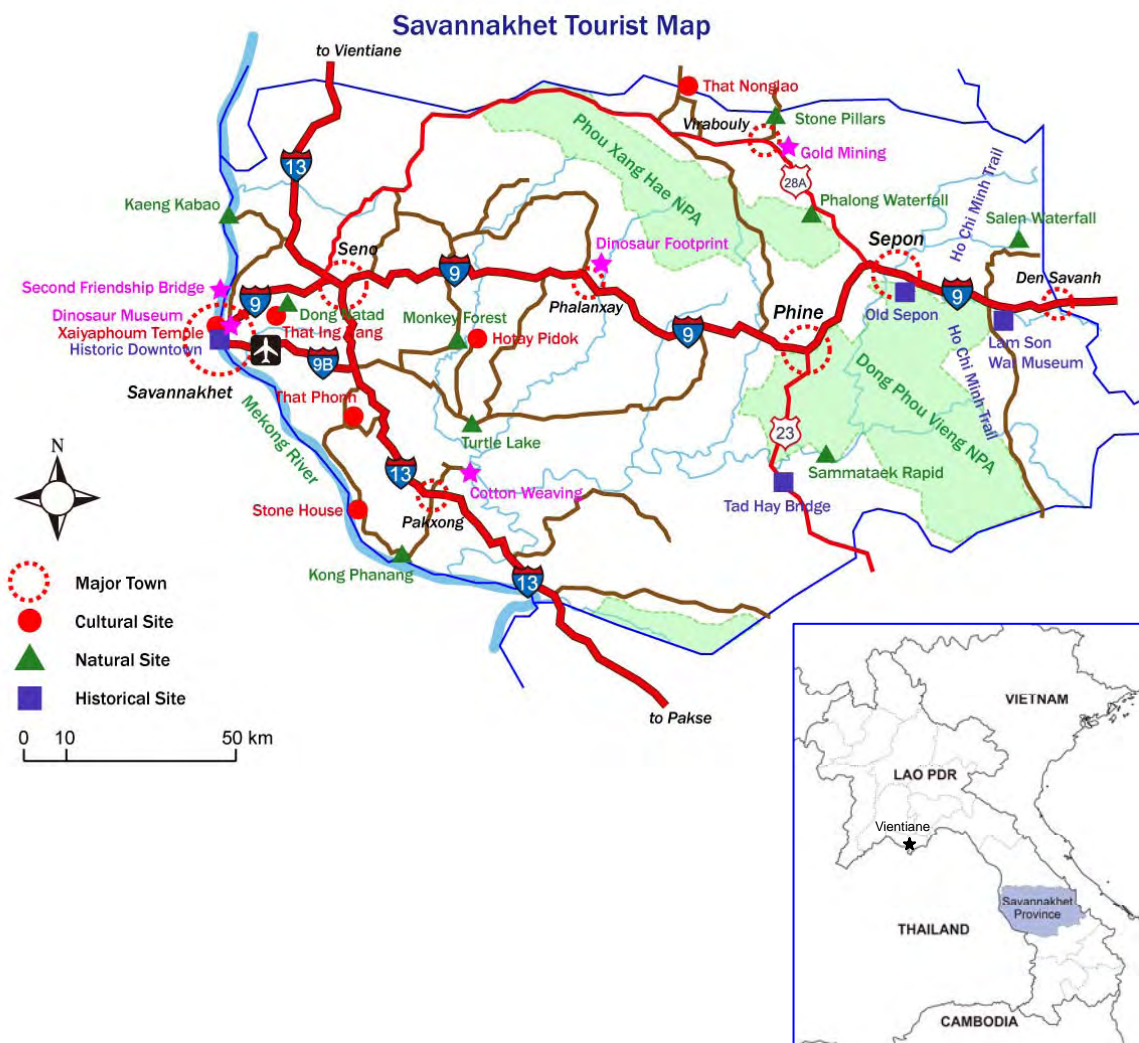 Savannakhet Tourist Map
to Vientiane
That Nonglao
Stone Pillars
Virabouly
Gold Mining
13
Phou Xang Hae NPA
28A
Ho Chi Minh Trail
Kaeng Kabao
Phalong Waterfall
Salen Waterfall
Seno
Dinosaur Footprint
Sepon
9
Den Savanh
Second Friendship Bridge
9
Phalanxay
9
Dong Natad
Old Sepon
Dinosaur Museum
Monkey Forest
Phine
Xaiyaphoum Temple
That Ing Hang
9
Hotay Pidok
Lam Son
War Museum
Historic Downtown
9B
Savannakhet
That Phonh
Ho Chi Minh Trail
Dong Phou Vieng NPA
Mekong River
Turtle Lake
23
N
13
Sammataek Rapid
Cotton Weaving
Tad Hay Bridge
Stone House
Pakxong
Kong Phanang
13
Major Town
Cultural Site
Natural Site
Historical Site
to Pakse
0 10 50 km
VIETNAM
LAO PDR
Vientiane
Savannakhet
Province
THAILAND
CAMBODIA